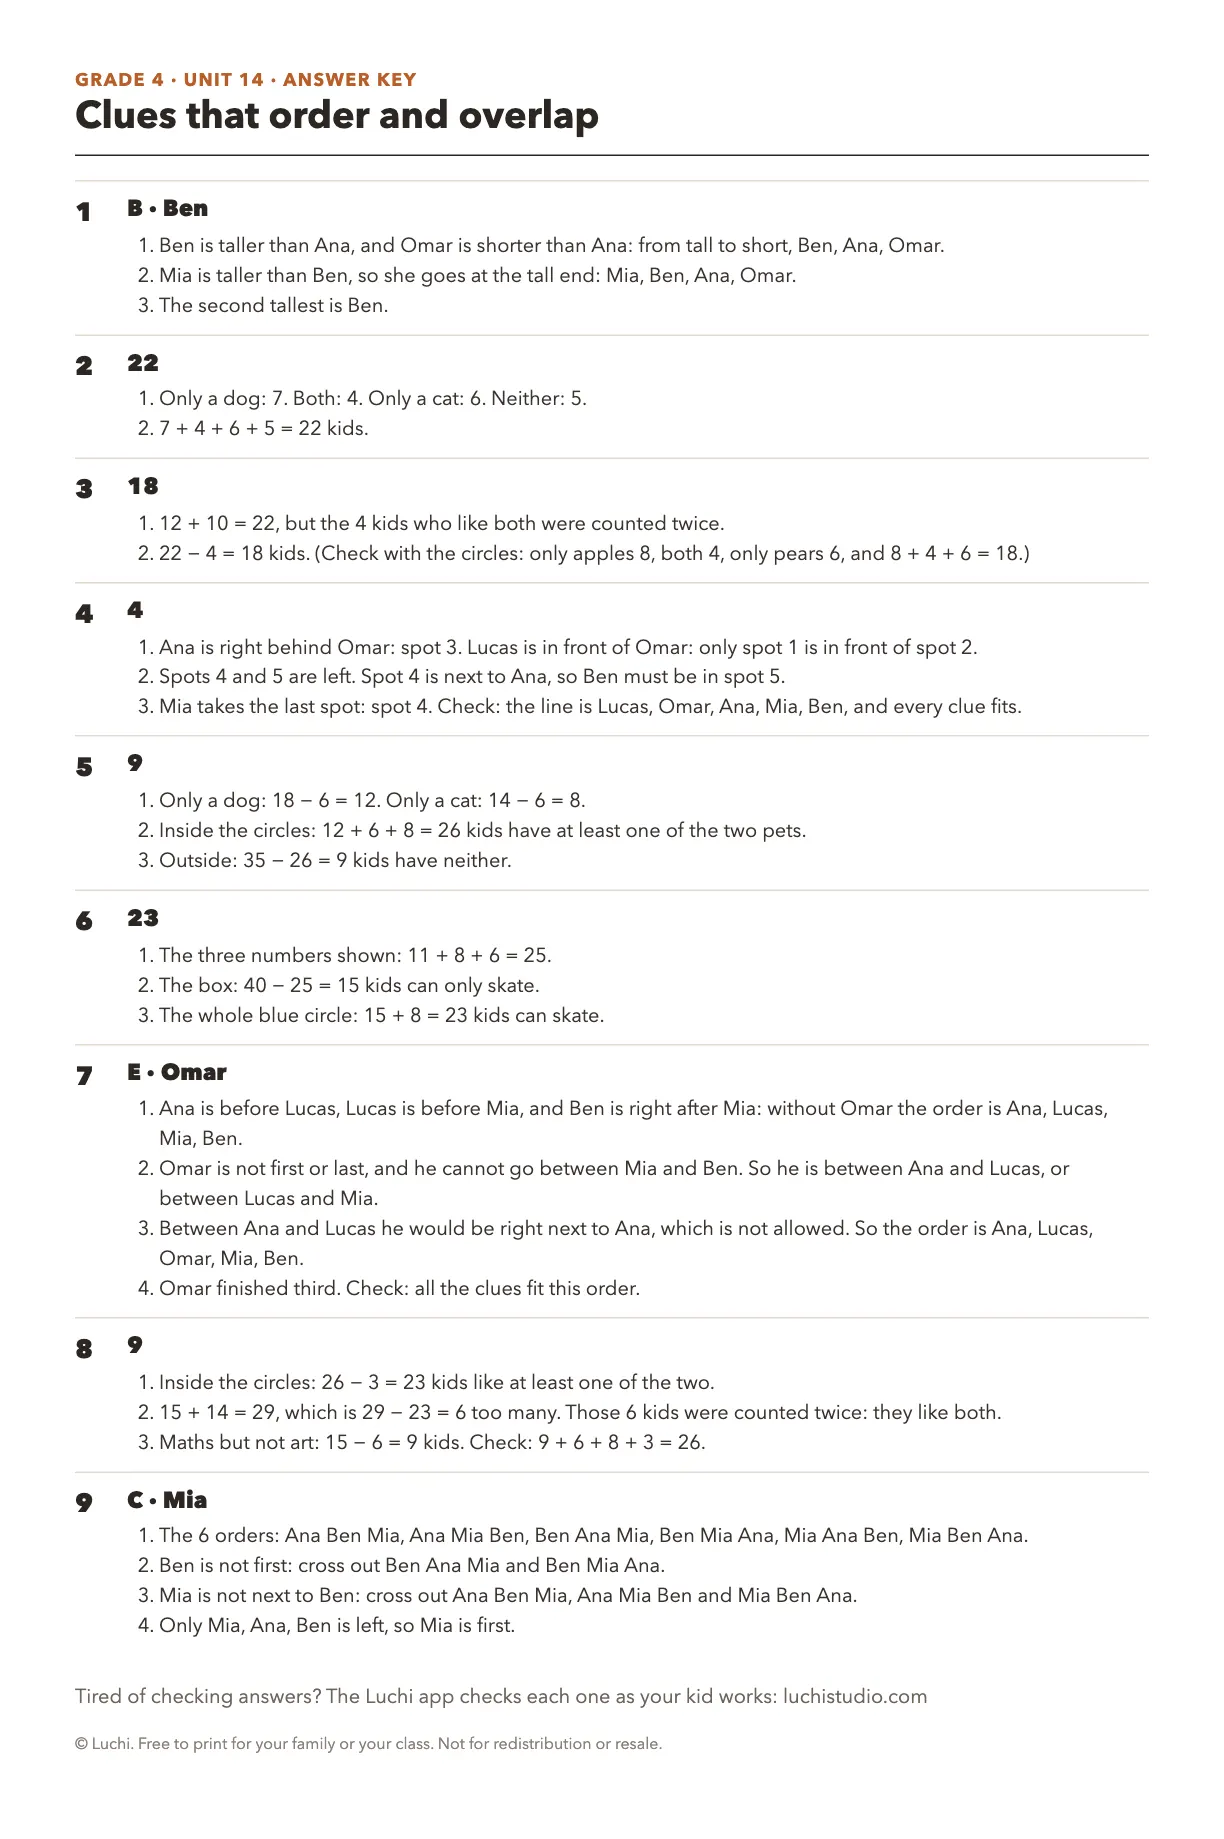 GRADE 4 · UNIT 14 · ANSWER KEY
Clues that order and overlap
1
B · Ben
1. Ben is taller than Ana, and Omar is shorter than Ana: from tall to short, Ben, Ana, Omar.
2. Mia is taller than Ben, so she goes at the tall end: Mia, Ben, Ana, Omar.
3. The second tallest is Ben.
2
22
1. Only a dog: 7. Both: 4. Only a cat: 6. Neither: 5.
2. 7 + 4 + 6 + 5 = 22 kids.
3
18
1. 12 + 10 = 22, but the 4 kids who like both were counted twice.
2. 22 − 4 = 18 kids. (Check with the circles: only apples 8, both 4, only pears 6, and 8 + 4 + 6 = 18.)
4
4
1. Ana is right behind Omar: spot 3. Lucas is in front of Omar: only spot 1 is in front of spot 2.
2. Spots 4 and 5 are left. Spot 4 is next to Ana, so Ben must be in spot 5.
3. Mia takes the last spot: spot 4. Check: the line is Lucas, Omar, Ana, Mia, Ben, and every clue fits.
5
9
1. Only a dog: 18 − 6 = 12. Only a cat: 14 − 6 = 8.
2. Inside the circles: 12 + 6 + 8 = 26 kids have at least one of the two pets.
3. Outside: 35 − 26 = 9 kids have neither.
6
23
1. The three numbers shown: 11 + 8 + 6 = 25.
2. The box: 40 − 25 = 15 kids can only skate.
3. The whole blue circle: 15 + 8 = 23 kids can skate.
7
E · Omar
1. Ana is before Lucas, Lucas is before Mia, and Ben is right after Mia: without Omar the order is Ana, Lucas,
Mia, Ben.
2. Omar is not first or last, and he cannot go between Mia and Ben. So he is between Ana and Lucas, or
between Lucas and Mia.
3. Between Ana and Lucas he would be right next to Ana, which is not allowed. So the order is Ana, Lucas,
Omar, Mia, Ben.
4. Omar finished third. Check: all the clues fit this order.
8
9
1. Inside the circles: 26 − 3 = 23 kids like at least one of the two.
2. 15 + 14 = 29, which is 29 − 23 = 6 too many. Those 6 kids were counted twice: they like both.
3. Maths but not art: 15 − 6 = 9 kids. Check: 9 + 6 + 8 + 3 = 26.
9
C · Mia
1. The 6 orders: Ana Ben Mia, Ana Mia Ben, Ben Ana Mia, Ben Mia Ana, Mia Ana Ben, Mia Ben Ana.
2. Ben is not first: cross out Ben Ana Mia and Ben Mia Ana.
3. Mia is not next to Ben: cross out Ana Ben Mia, Ana Mia Ben and Mia Ben Ana.
4. Only Mia, Ana, Ben is left, so Mia is first.
Tired of checking answers? The Luchi app checks each one as your kid works: luchistudio.com
© Luchi. Free to print for your family or your class. Not for redistribution or resale.